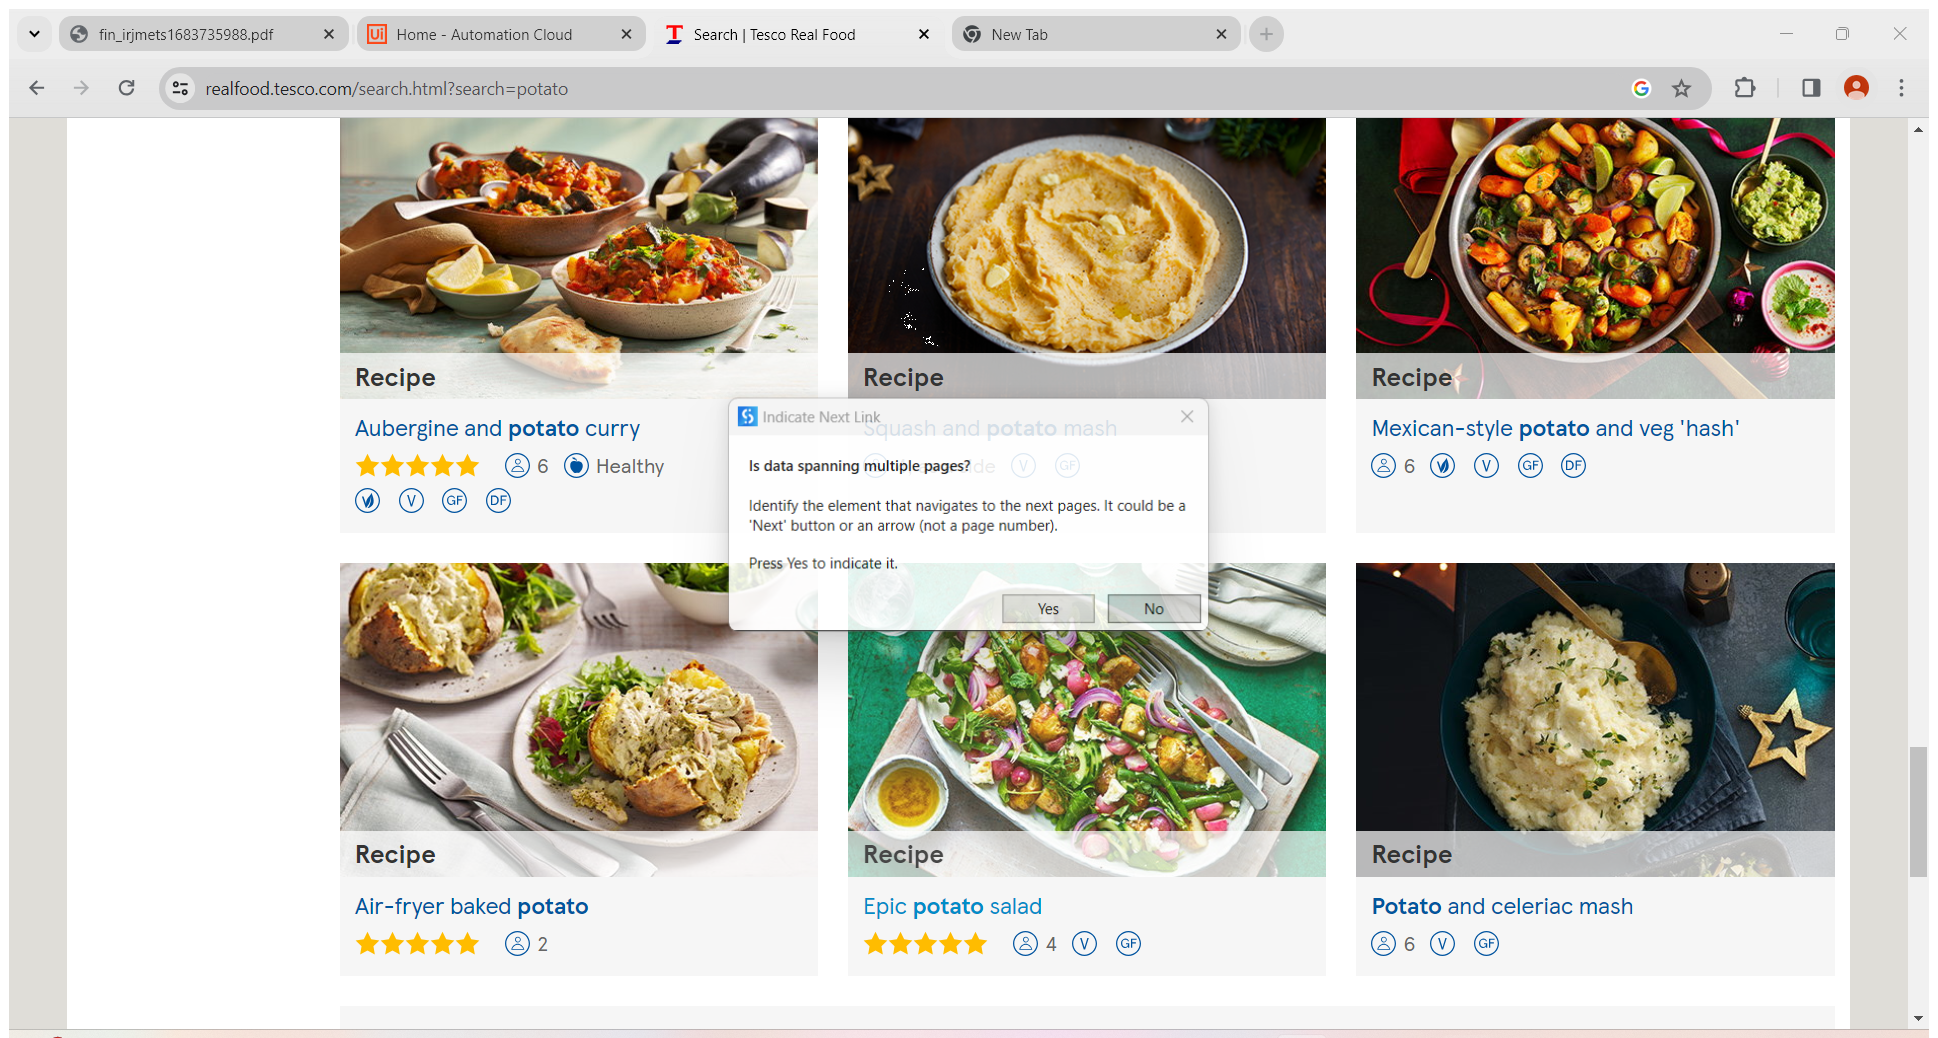 fin_irjmets1683735988.pdf
Home - Automation Cloud
Search | Tesco Real Food
New Tab
realfood.tesco.com/search.html?search=potato
Recipe
Recipe
Recipe
Aubergine and potato curry
Squash and potato mash
Mexican-style potato and veg 'hash'
6 Healthy
V GF DF
V GF
6 V GF DF
Indicate Next Link
Is data spanning multiple pages?
Identify the element that navigates to the next pages. It could be a
'Next' button or an arrow (not a page number).
Press Yes to indicate it.
Yes No
Recipe
Recipe
Recipe
Air-fryer baked potato
Epic potato salad
Potato and celeriac mash
2
4 V GF
6 V GF